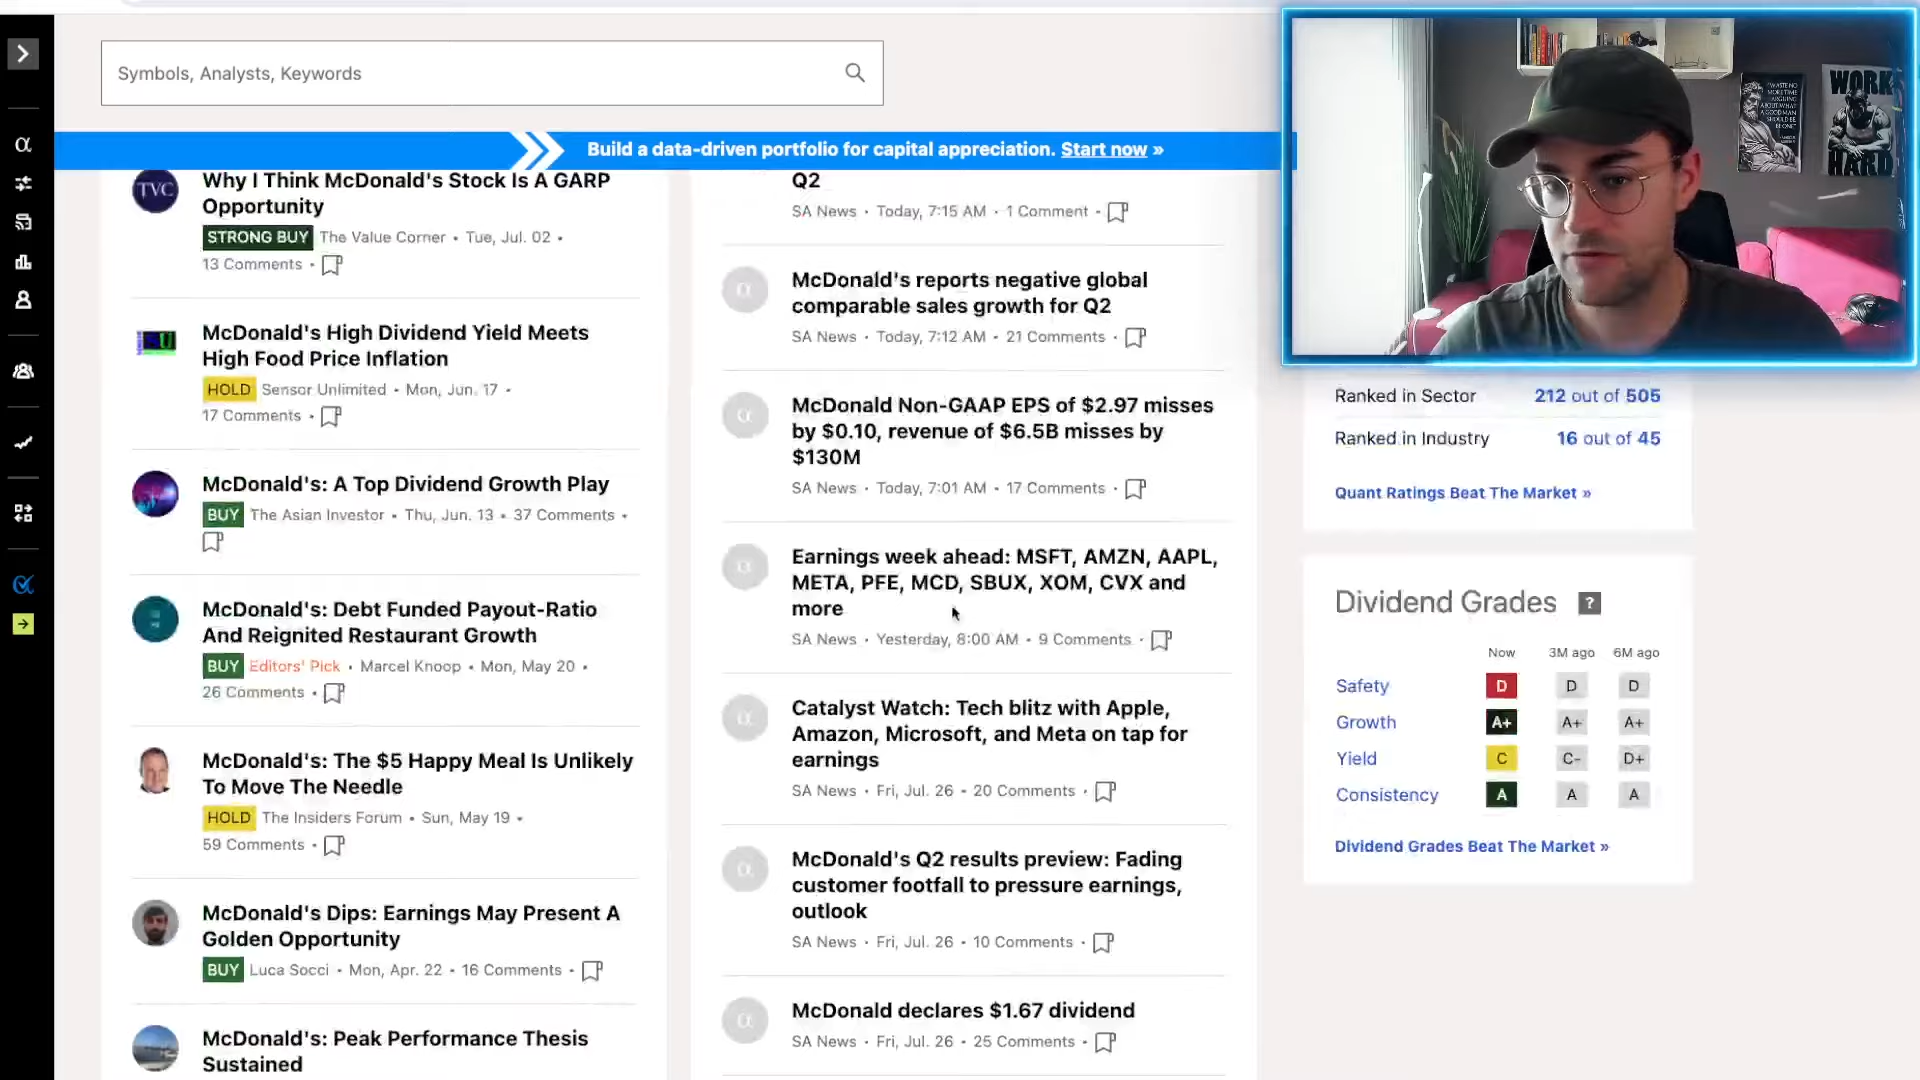 Symbols, Analysts, Keywords
Build a data-driven portfolio for capital appreciation. Start now »
TVC
Why I Think McDonald's Stock Is A GARP
Opportunity
STRONG BUY The Value Corner • Tue, Jul. 02 •
13 Comments •
McDonald's High Dividend Yield Meets
High Food Price Inflation
HOLD Sensor Unlimited • Mon, Jun. 17 •
17 Comments •
McDonald's: A Top Dividend Growth Play
BUY The Asian Investor • Thu, Jun. 13 • 37 Comments •
McDonald's: Debt Funded Payout-Ratio
And Reignited Restaurant Growth
BUY Editors' Pick • Marcel Knoop • Mon, May 20 •
26 Comments •
McDonald's: The $5 Happy Meal Is Unlikely
To Move The Needle
HOLD The Insiders Forum • Sun, May 19 •
59 Comments •
McDonald's Dips: Earnings May Present A
Golden Opportunity
BUY Luca Socci • Mon, Apr. 22 • 16 Comments •
McDonald's: Peak Performance Thesis
Sustained
Q2
SA News • Today, 7:15 AM • 1 Comment •
McDonald's reports negative global
comparable sales growth for Q2
SA News • Today, 7:12 AM • 21 Comments •
McDonald Non-GAAP EPS of $2.97 misses
by $0.10, revenue of $6.5B misses by
$130M
SA News • Today, 7:01 AM • 17 Comments •
Earnings week ahead: MSFT, AMZN, AAPL,
META, PFE, MCD, SBUX, XOM, CVX and
more
SA News • Yesterday, 8:00 AM • 9 Comments •
Catalyst Watch: Tech blitz with Apple,
Amazon, Microsoft, and Meta on tap for
earnings
SA News • Fri, Jul. 26 • 20 Comments •
McDonald's Q2 results preview: Fading
customer footfall to pressure earnings,
outlook
SA News • Fri, Jul. 26 • 10 Comments •
McDonald declares $1.67 dividend
SA News • Fri, Jul. 26 • 25 Comments •
"WASTE NO
MORE TIME
ARGUING
ABOUT WHAT
A GOOD MAN
SHOULD BE.
BE ONE"
WORK
HARD
Ranked in Sector 212 out of 505
Ranked in Industry 16 out of 45
Quant Ratings Beat The Market »
Dividend Grades ?
Now 3M ago 6M ago
Safety D D D
Growth A+ A+ A+
Yield C C- D+
Consistency A A A
Dividend Grades Beat The Market »